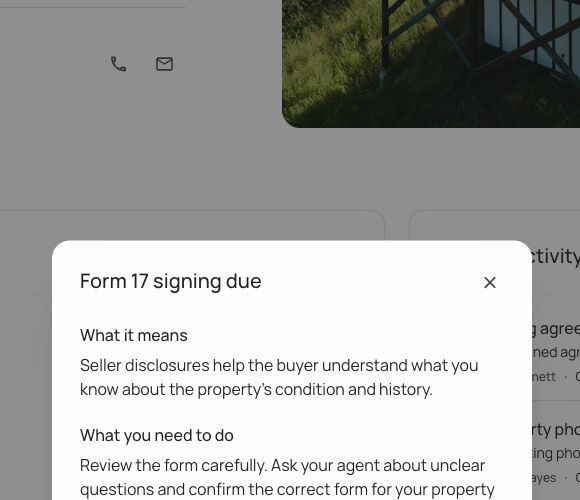 Form 17 signing due
What it means
Seller disclosures help the buyer understand what you
know about the property's condition and history.
What you need to do
Review the form carefully. Ask your agent about unclear
questions and confirm the correct form for your property